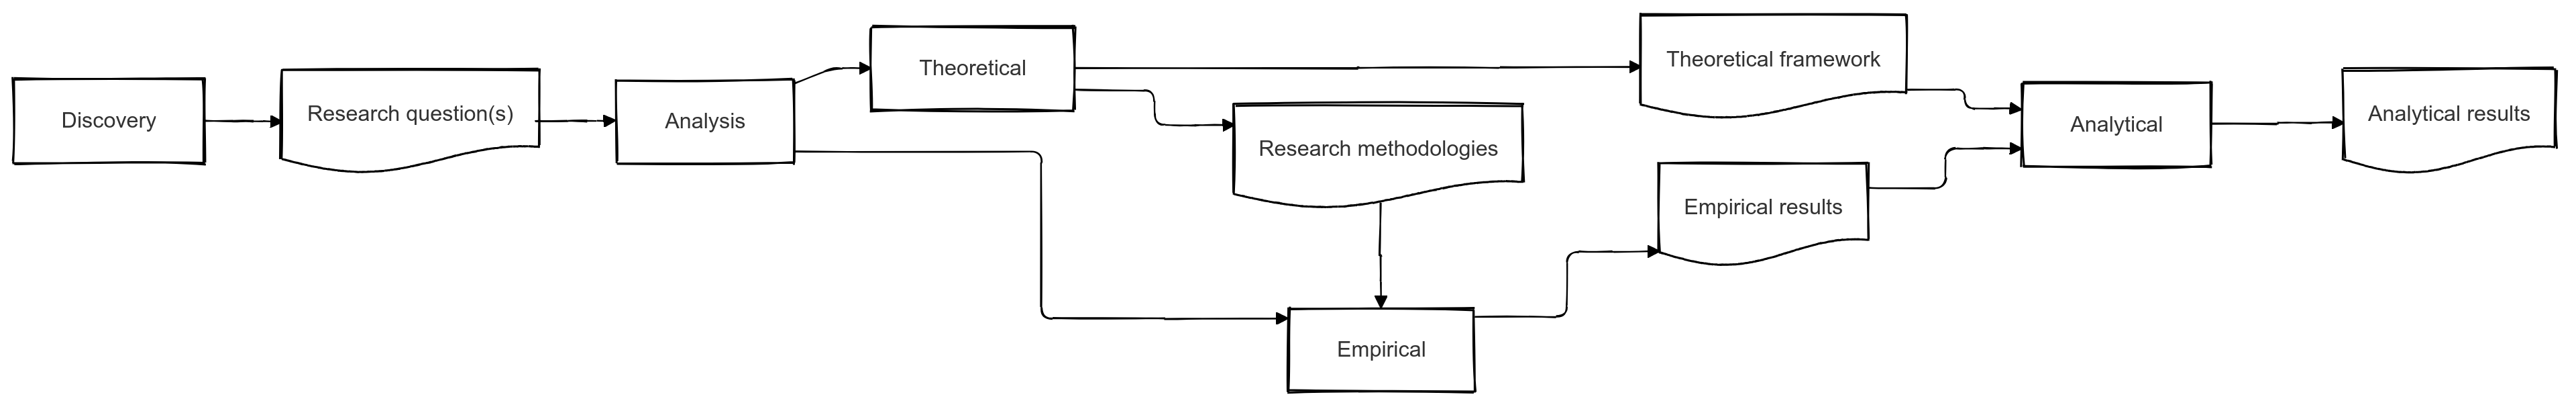 Discovery
Research question(s)
Analysis
Theoretical
Research methodologies
Empirical
Theoretical framework
Empirical results
Analytical
Analytical results